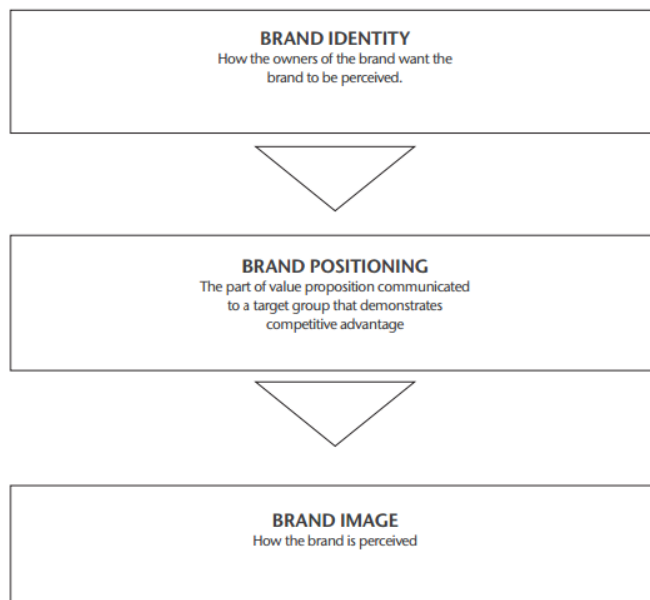 BRAND IDENTITY
How the owners of the brand want the
brand to be perceived.
BRAND POSITIONING
The part of value proposition communicated
to a target group that demonstrates
competitive advantage
BRAND IMAGE
How the brand is perceived